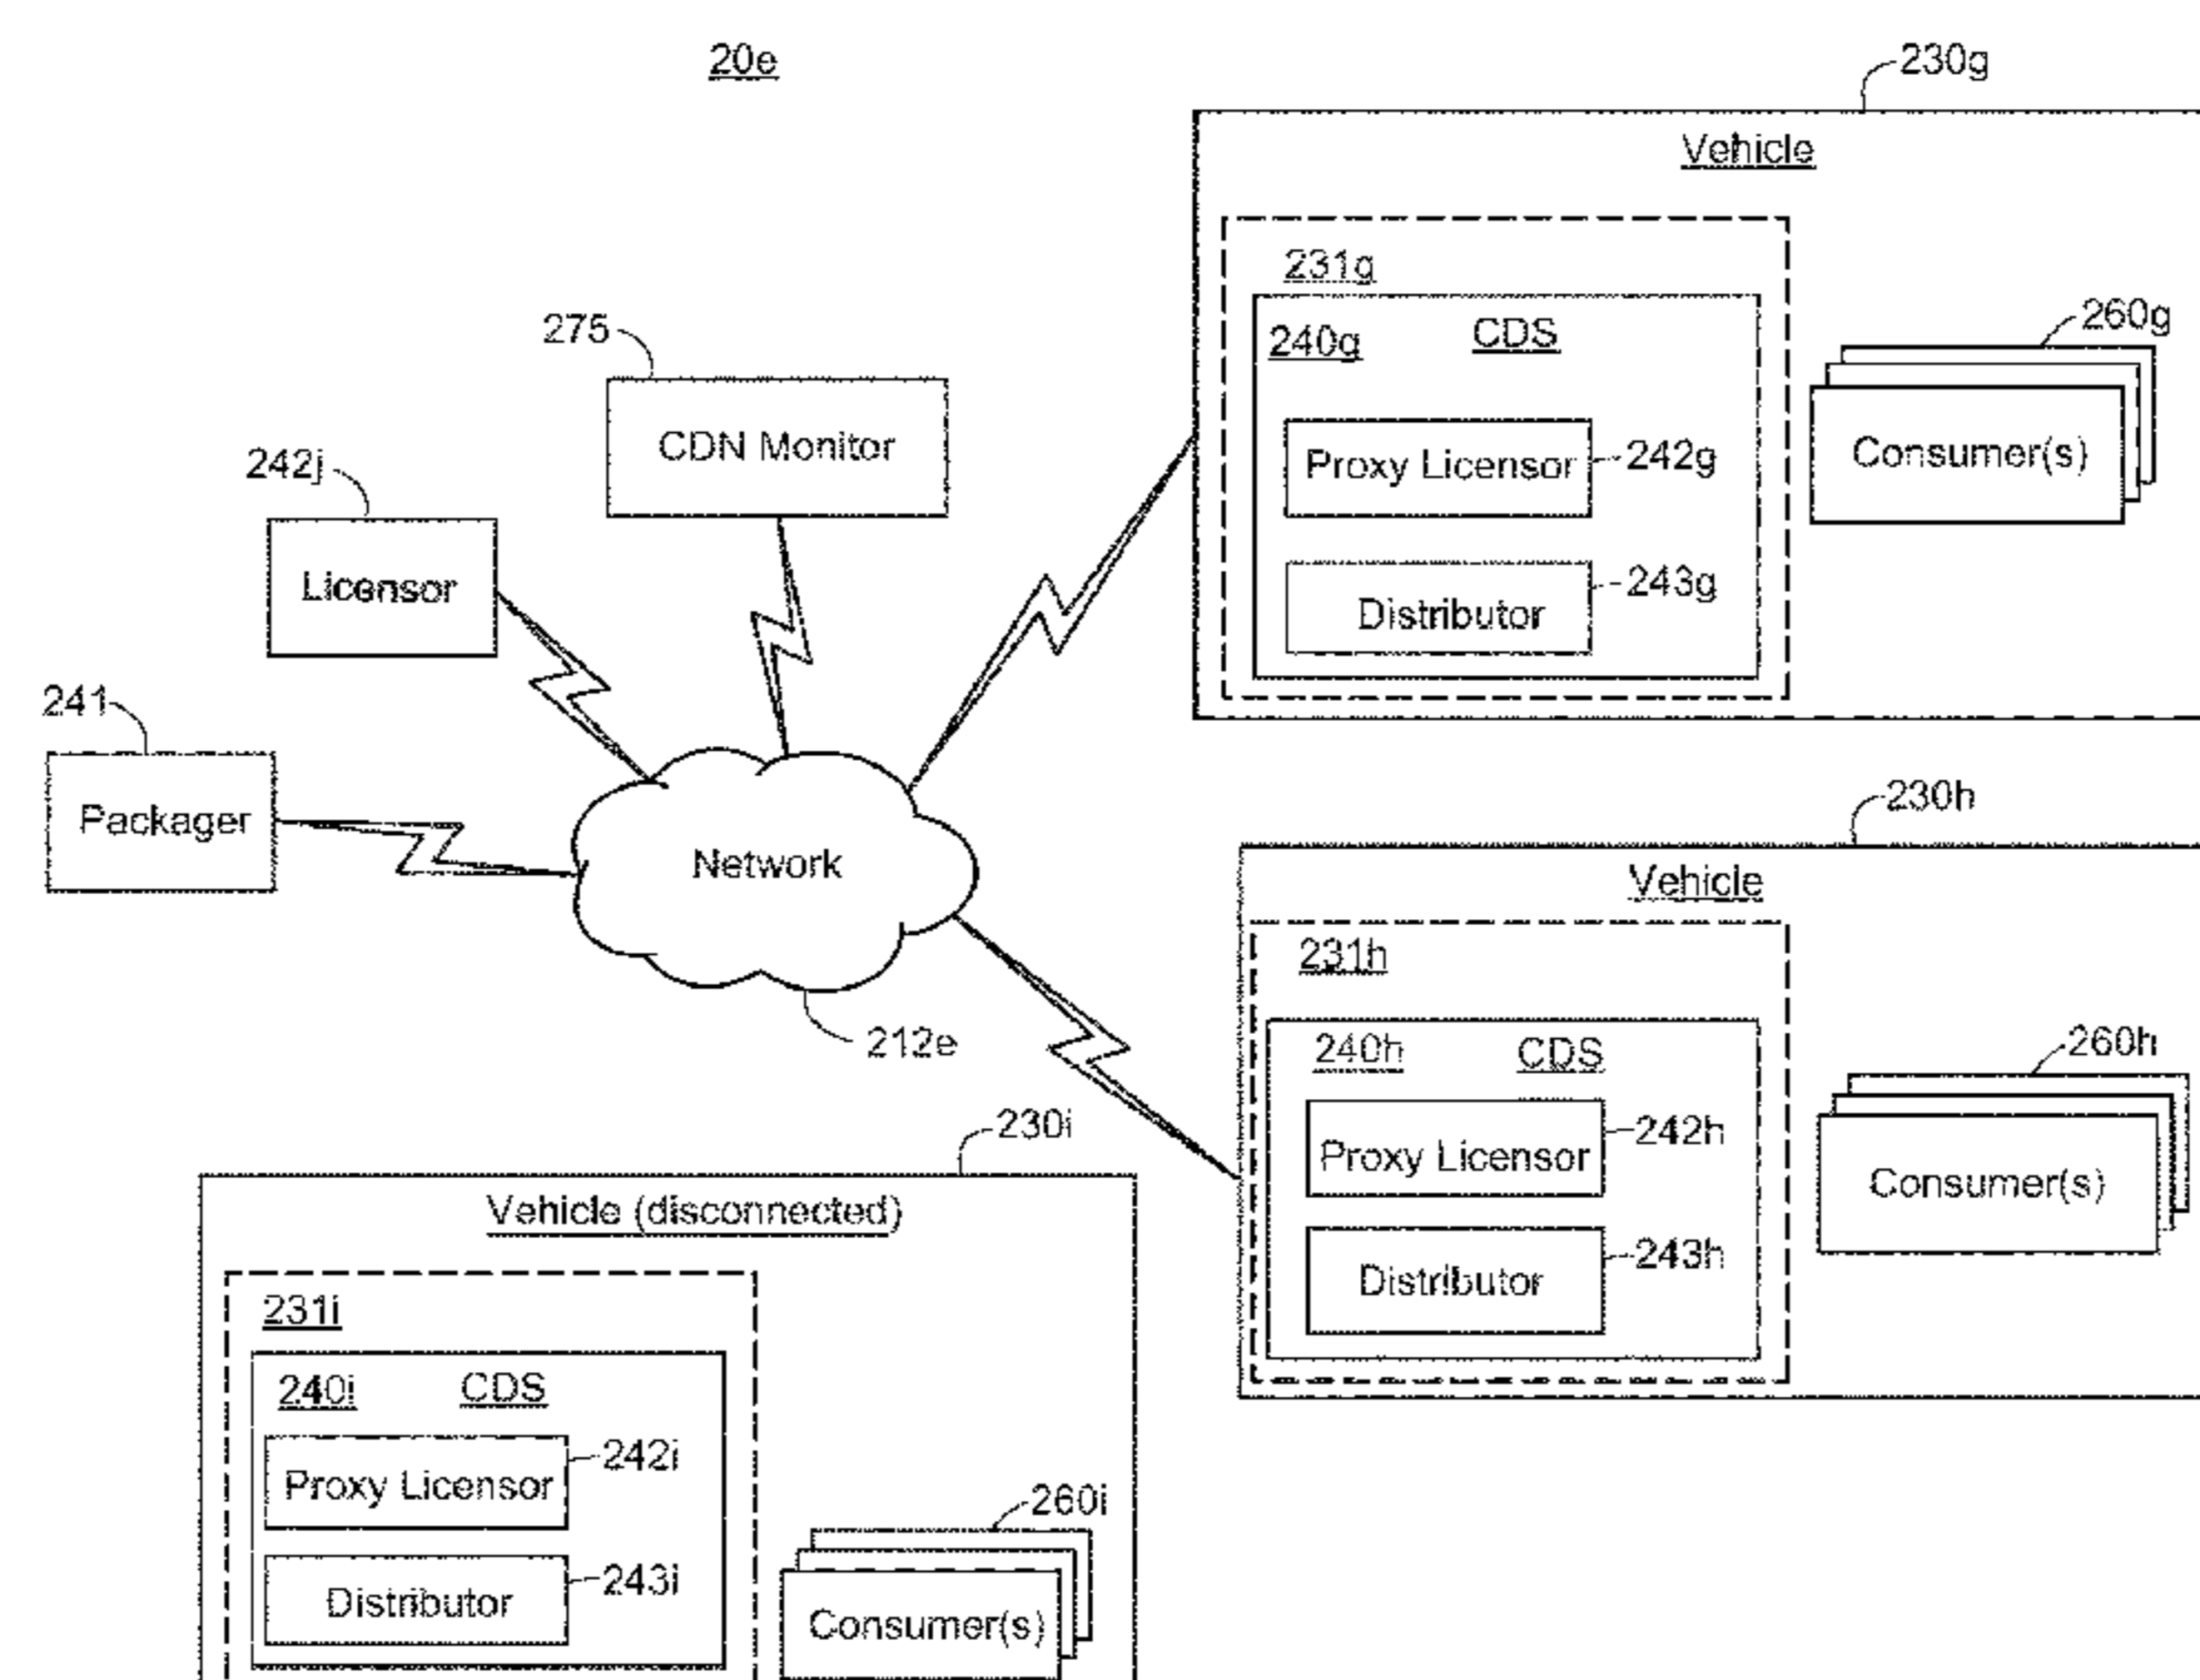 20e
230g
Vehicle
231g
240g
CDS
260g
Proxy Licensor
242g
Consumer(s)
Distributor
243g
275
CDN Monitor
242j
Licensor
241
Packager
Network
212e
230h
Vehicle
231h
240h
CDS
260h
Proxy Licensor
242h
Consumer(s)
Distributor
243h
230i
Vehicle (disconnected)
231i
240i
CDS
Proxy Licensor
242i
260i
Distributor
243i
Consumer(s)